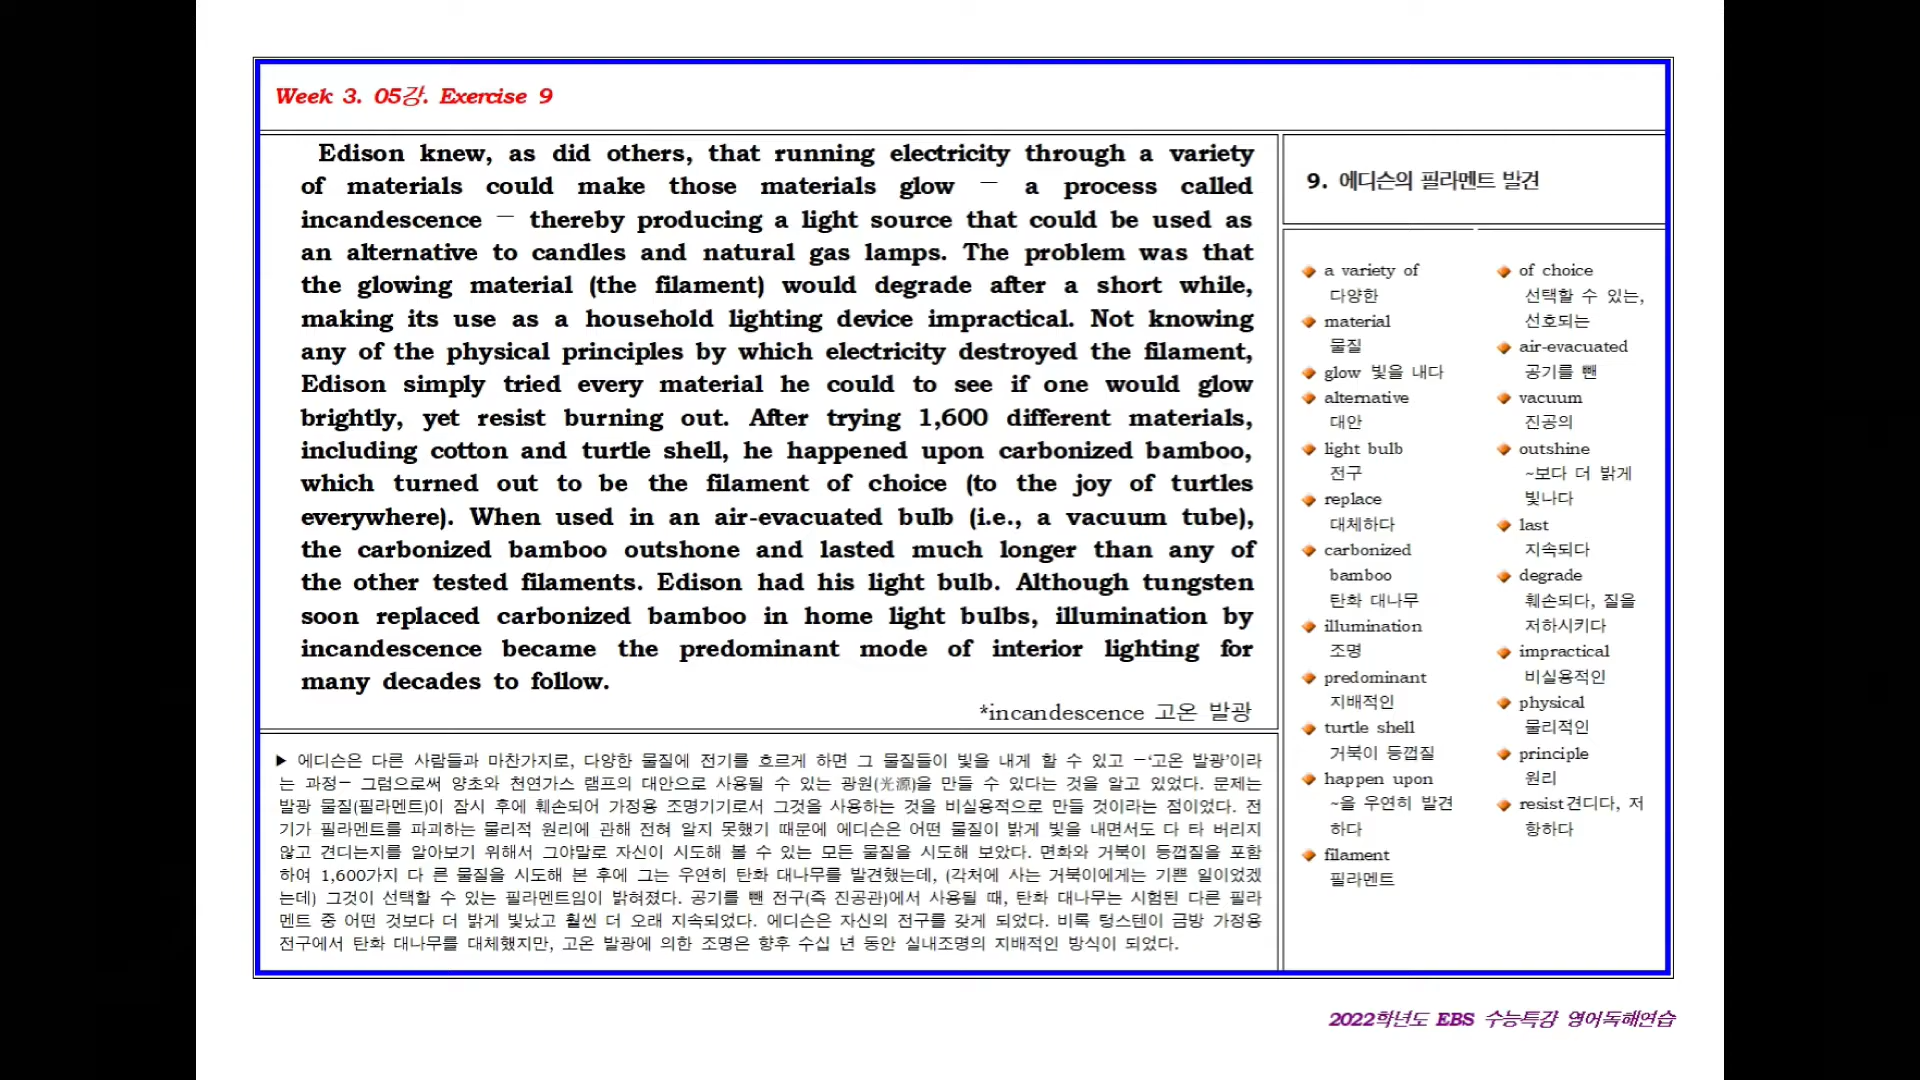 Week 3. 05강. Exercise 9
Edison knew, as did others, that running electricity through a variety
of materials could make those materials glow — a process called
incandescence — thereby producing a light source that could be used as
an alternative to candles and natural gas lamps. The problem was that
the glowing material (the filament) would degrade after a short while,
making its use as a household lighting device impractical. Not knowing
any of the physical principles by which electricity destroyed the filament,
Edison simply tried every material he could to see if one would glow
brightly, yet resist burning out. After trying 1,600 different materials,
including cotton and turtle shell, he happened upon carbonized bamboo,
which turned out to be the filament of choice (to the joy of turtles
everywhere). When used in an air-evacuated bulb (i.e., a vacuum tube),
the carbonized bamboo outshone and lasted much longer than any of
the other tested filaments. Edison had his light bulb. Although tungsten
soon replaced carbonized bamboo in home light bulbs, illumination by
incandescence became the predominant mode of interior lighting for
many decades to follow.
*incandescence 고온 발광
▶ 에디슨은 다른 사람들과 마찬가지로, 다양한 물질에 전기를 흐르게 하면 그 물질들이 빛을 내게 할 수 있고 —‘고온 발광’이라
는 과정— 그럼으로써 양초와 천연가스 램프의 대안으로 사용될 수 있는 광원(光源)을 만들 수 있다는 것을 알고 있었다. 문제는
발광 물질(필라멘트)이 잠시 후에 훼손되어 가정용 조명기기로서 그것을 사용하는 것을 비실용적으로 만들 것이라는 점이었다. 전
기가 필라멘트를 파괴하는 물리적 원리에 관해 전혀 알지 못했기 때문에 에디슨은 어떤 물질이 밝게 빛을 내면서도 다 타 버리지
않고 견디는지를 알아보기 위해서 그야말로 자신이 시도해 볼 수 있는 모든 물질을 시도해 보았다. 면화와 거북이 등껍질을 포함
하여 1,600가지 다 른 물질을 시도해 본 후에 그는 우연히 탄화 대나무를 발견했는데, (각처에 사는 거북이에게는 기쁜 일이었겠
는데) 그것이 선택할 수 있는 필라멘트임이 밝혀졌다. 공기를 뺀 전구(즉 진공관)에서 사용될 때, 탄화 대나무는 시험된 다른 필라
멘트 중 어떤 것보다 더 밝게 빛났고 훨씬 더 오래 지속되었다. 에디슨은 자신의 전구를 갖게 되었다. 비록 텅스텐이 금방 가정용
전구에서 탄화 대나무를 대체했지만, 고온 발광에 의한 조명은 향후 수십 년 동안 실내조명의 지배적인 방식이 되었다.
9. 에디슨의 필라멘트 발견
a variety of
다양한
material
물질
glow 빛을 내다
alternative
대안
light bulb
전구
replace
대체하다
carbonized
bamboo
탄화 대나무
illumination
조명
predominant
지배적인
turtle shell
거북이 등껍질
happen upon
~을 우연히 발견
하다
filament
필라멘트
of choice
선택할 수 있는,
선호되는
air-evacuated
공기를 뺀
vacuum
진공의
outshine
~보다 더 밝게
빛나다
last
지속되다
degrade
훼손되다, 질을
저하시키다
impractical
비실용적인
physical
물리적인
principle
원리
resist견디다, 저
항하다
2022학년도 EBS 수능특강 영어독해연습